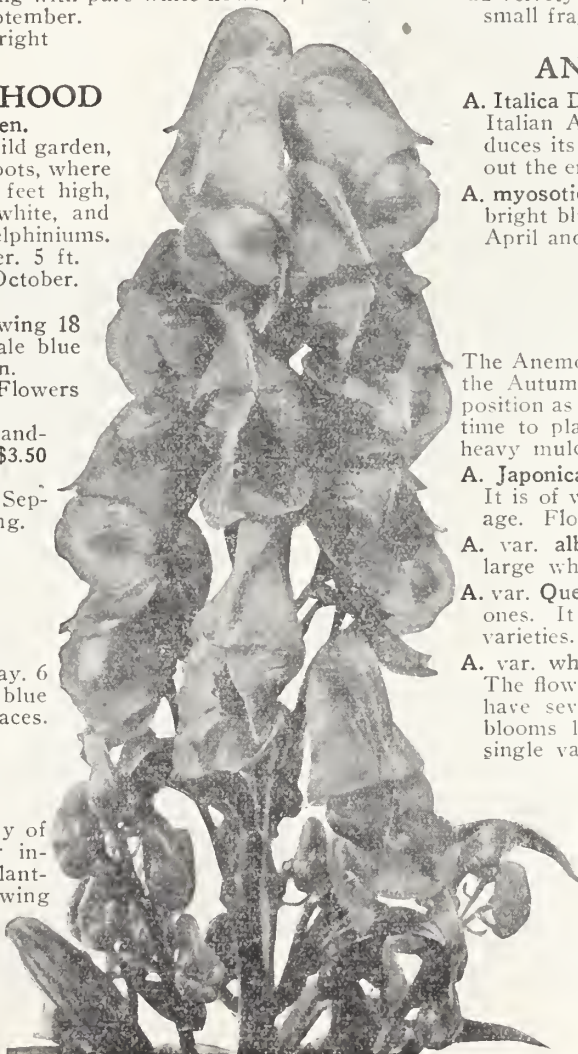 ptember.
right
HOOD
en.
ild garden,
oots, where
feet high,
white, and
elphiniums.
er. 5 ft.
October.
wing 18
ale blue
n.
Flowers
and-
$3.50
Sep-
ng.
ay. 6
blue
aces.
y of
r in-
lant-
wing
small fra
AN
A. Italica D
Italian A
duces its
out the e
A. myosoti
bright bl
April and
The Anemo
the Autum
position as
time to pla
heavy mulc
A. Japonica
It is of v
age. Flo
A. var. alb
large wh
A. var. Que
ones. It
varieties.
A. var. wh
The flow
have sev
blooms l
single va